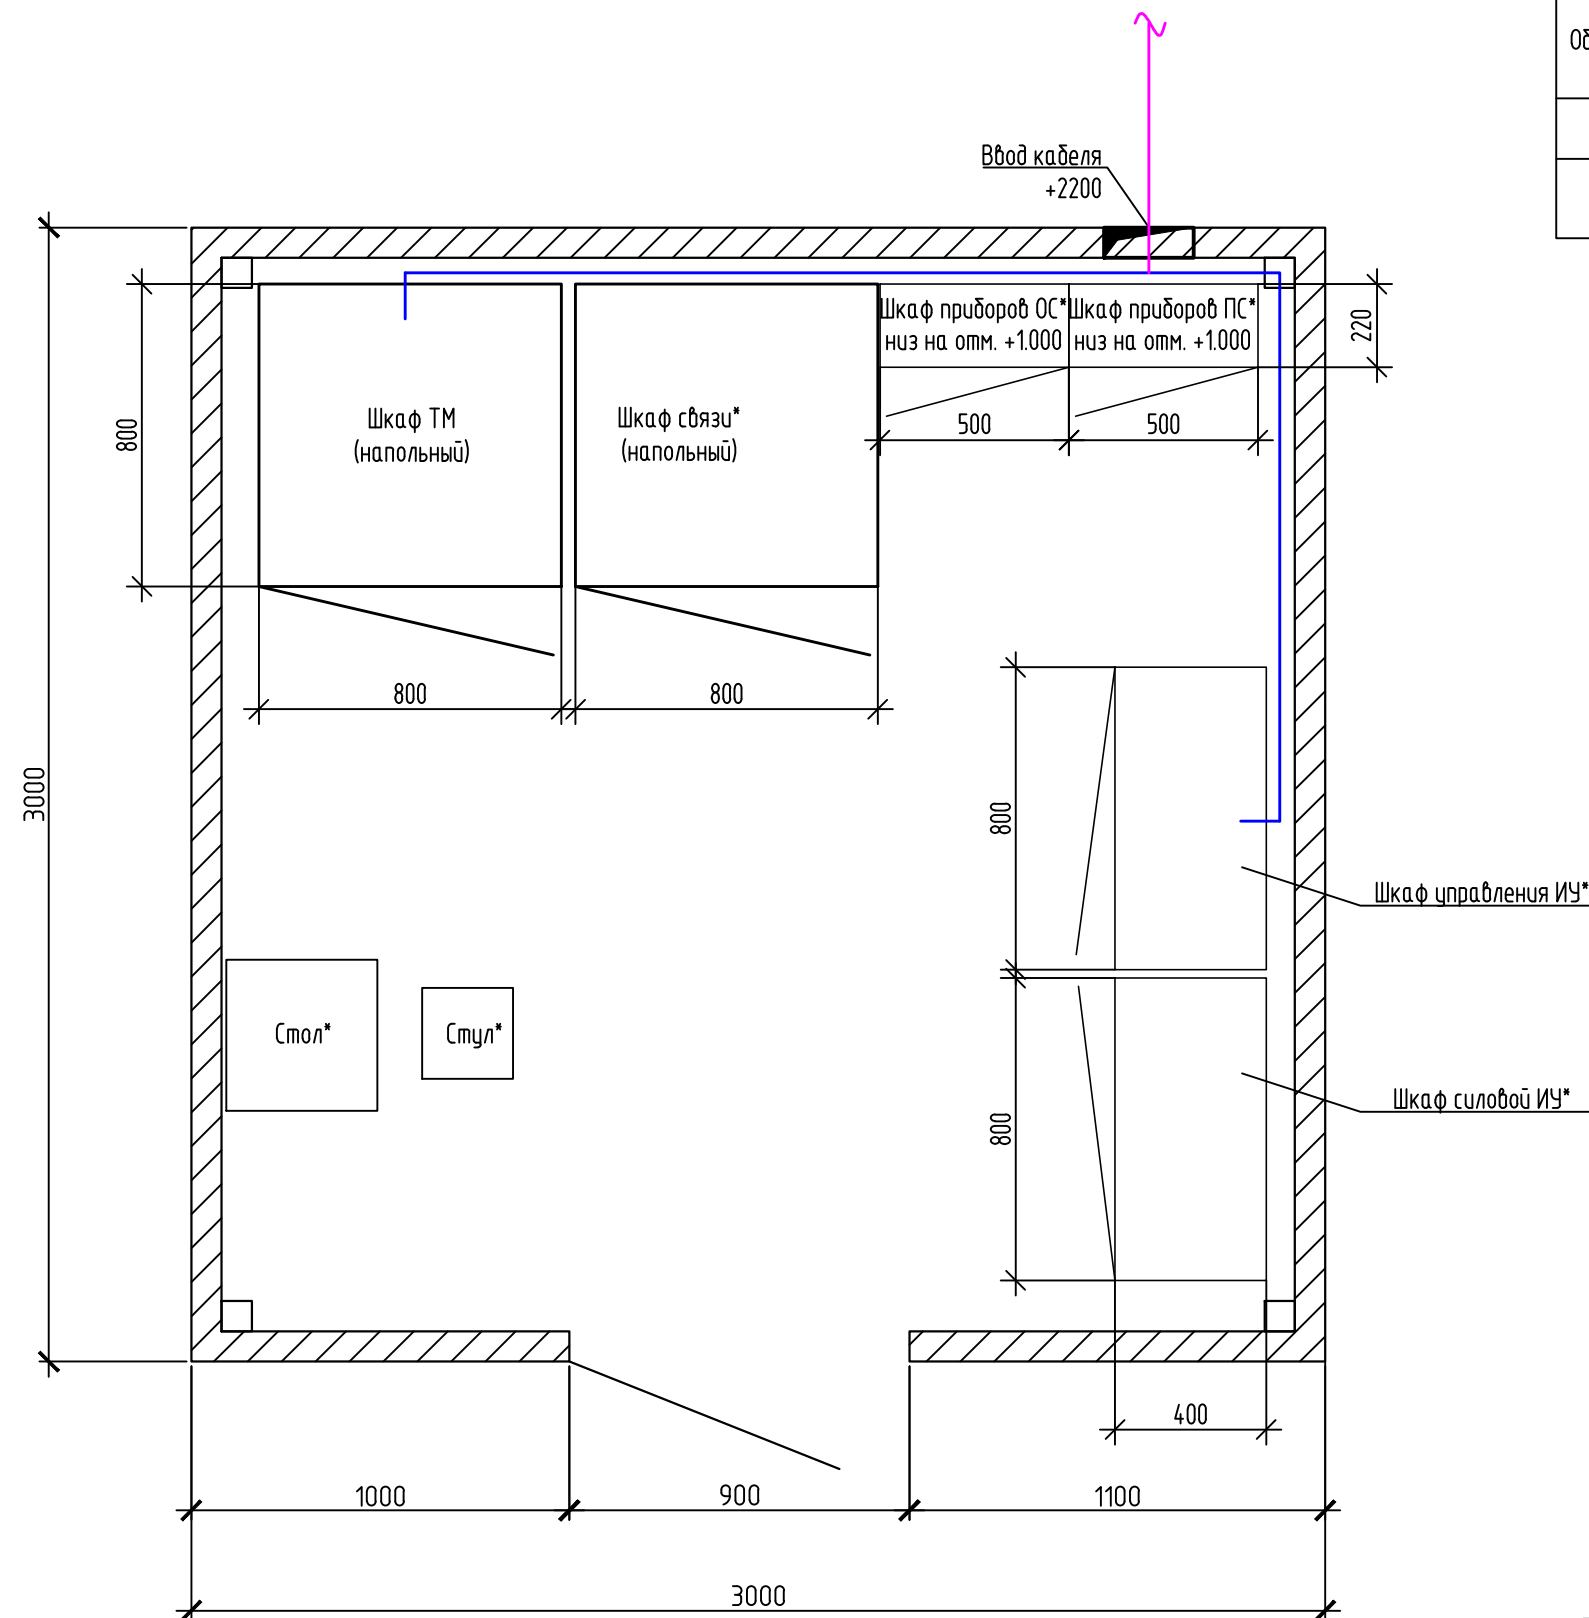 Об
Ввод кабеля
+2200
Шкаф приборов ОС*
низ на отм. +1.000
Шкаф приборов ПС*
низ на отм. +1.000
220
500
500
800
Шкаф ТМ
(напольный)
Шкаф связи*
(напольный)
800
800
3000
800
Шкаф управления ИУ*
Стол*
Стул*
800
Шкаф силовой ИУ*
400
1000
900
1100
3000